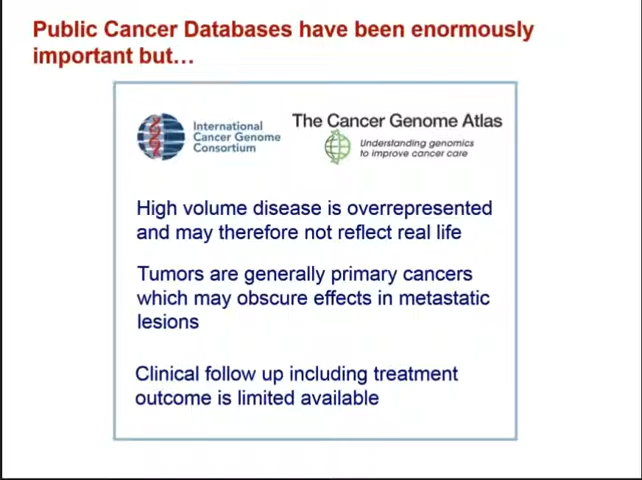 Public Cancer Databases have been enormously
important but…
International
Cancer Genome
Consortium
The Cancer Genome Atlas
Understanding genomics
to improve cancer care
High volume disease is overrepresented
and may therefore not reflect real life
Tumors are generally primary cancers
which may obscure effects in metastatic
lesions
Clinical follow up including treatment
outcome is limited available